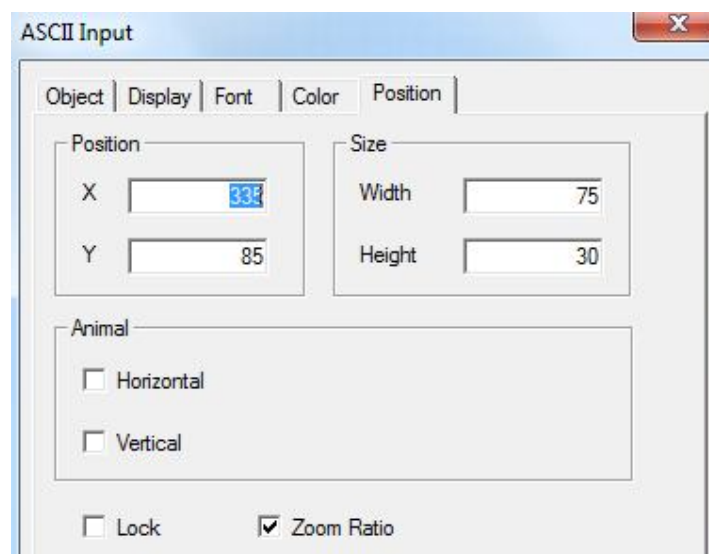 ASCII Input
Object Display Font Color Position
Position Size
X 335 Width 75
Y 85 Height 30
Animal
Horizontal
Vertical
Lock Zoom Ratio